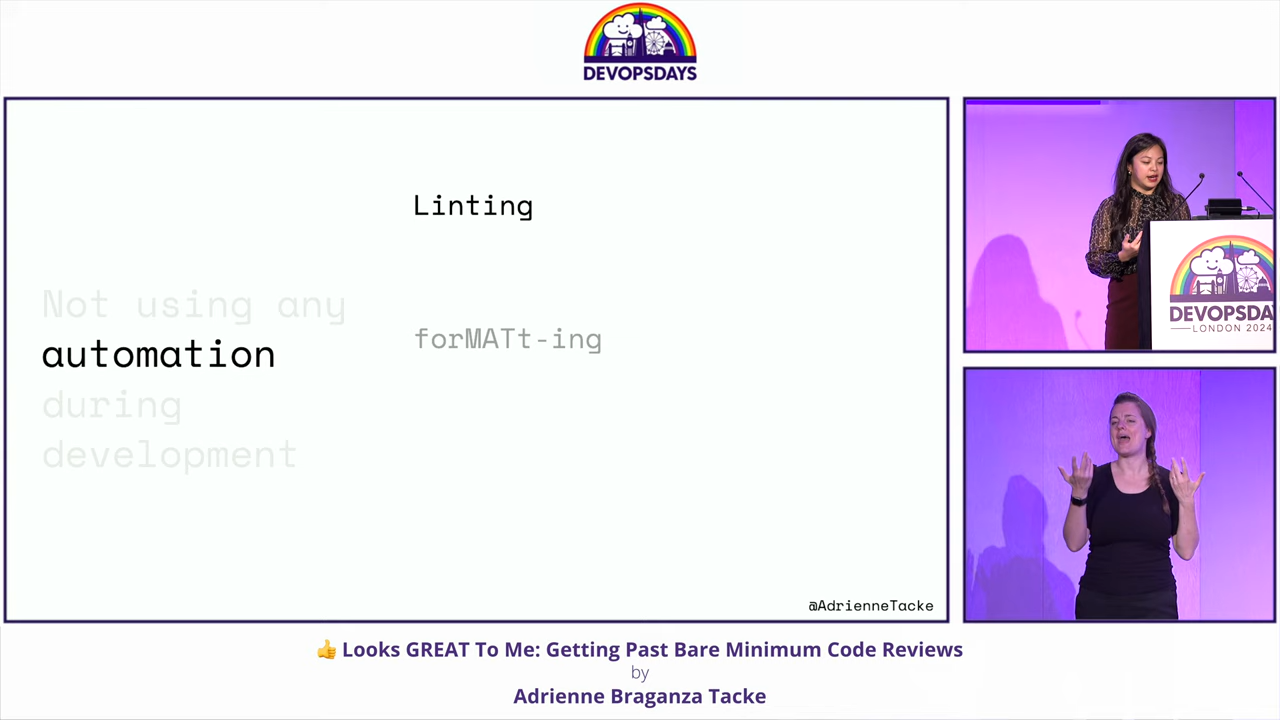 DEVOPSDAYS
Linting
forMATt-ing
Not using any
automation
during
development
@AdrienneTacke
DEVOPSDA
LONDON 2024
👍 Looks GREAT To Me: Getting Past Bare Minimum Code Reviews
by
Adrienne Braganza Tacke